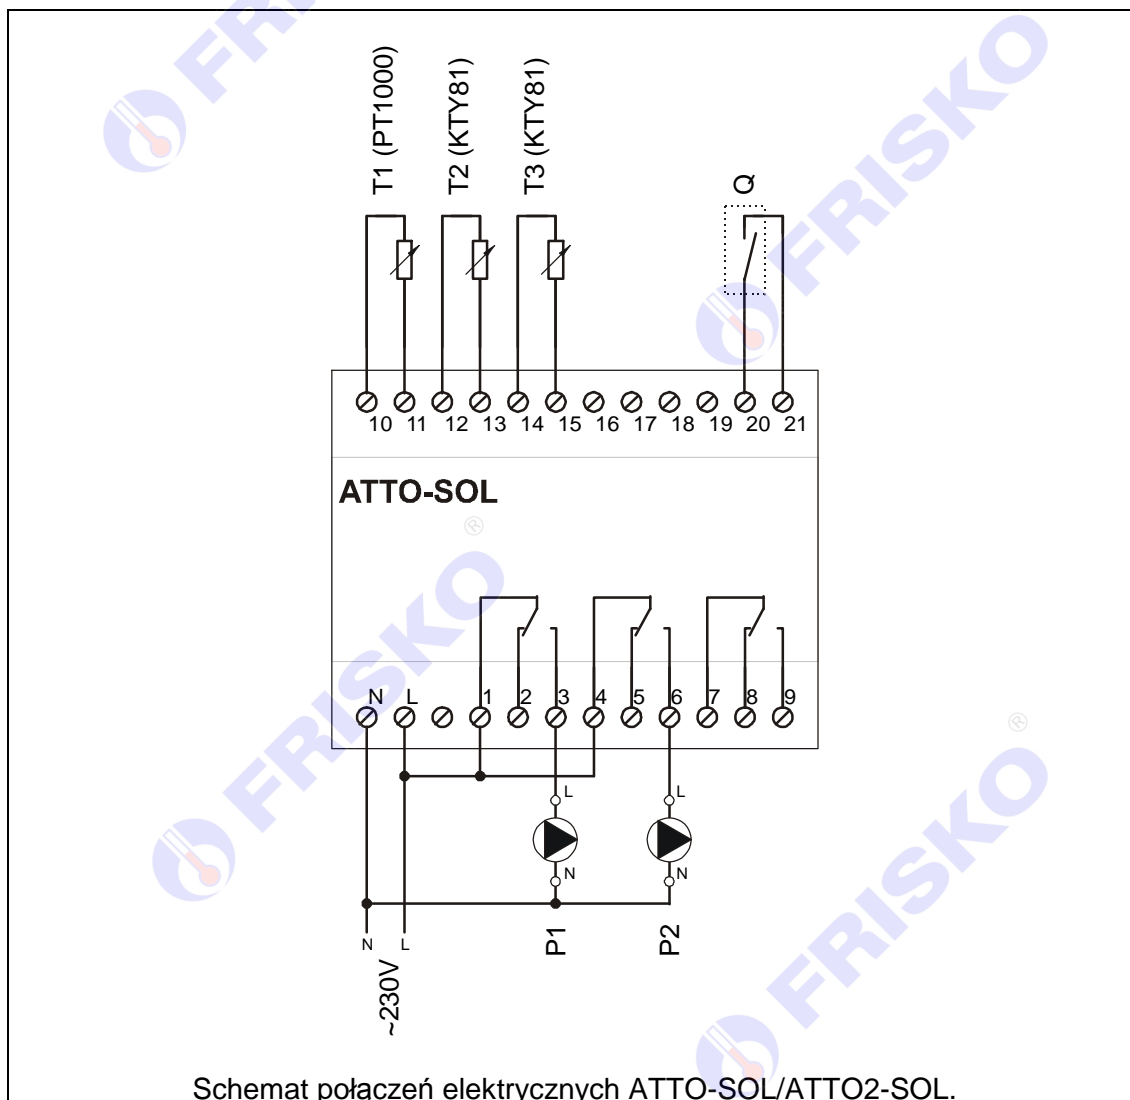 FRISKO
FRISKO
T1 (PT1000)
T2 (KTY81)
T3 (KTY81)
Q
10 11 12 13 14 15 16 17 18 19 20 21
ATTO-SOL
®
FRISKO
N L 1 2 3 4 5 6 7 8 9
®
L L
N N
FRISKO
N L
P1
P2
~230V
Schemat połączeń elektrycznych ATTO-SOL/ATTO2-SOL.